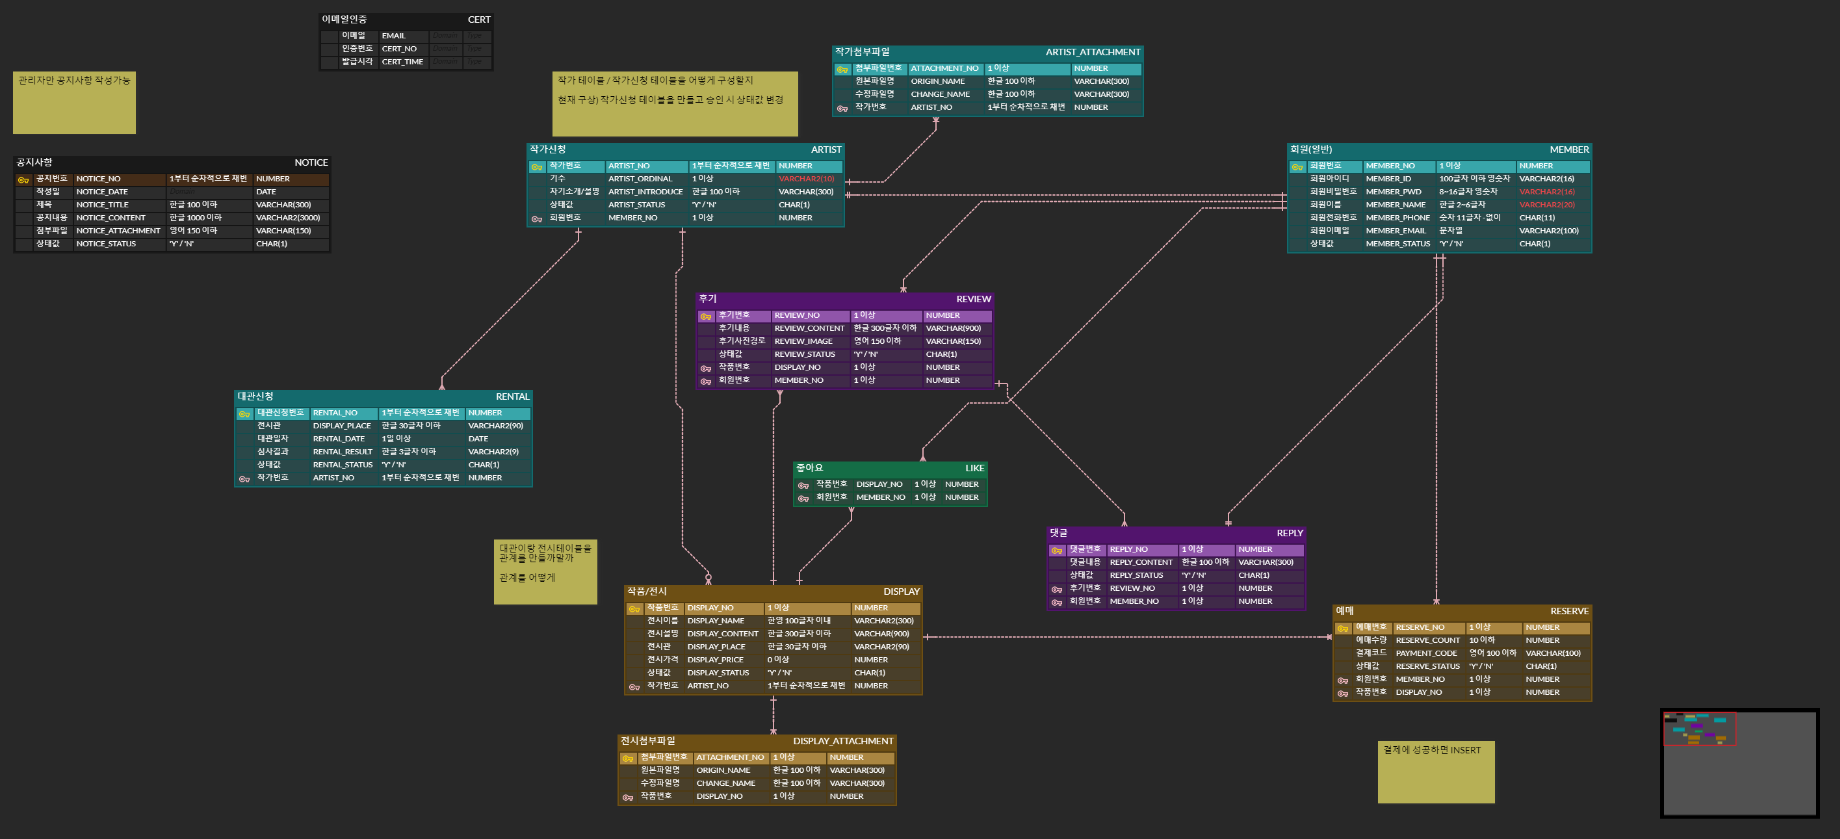 이메일인증 CERT
이메일 EMAIL Domain Type
인증번호 CERT_NO Domain Type
발급시각 CERT_TIME Domain Type
관리자만 공지사항 작성가능
작가 테이블 / 작가신청 테이블을 어떻게 구성할지
현재 구상) 작가신청 테이블을 만들고 승인 시 상태값 변경
작가첨부파일 ARTIST_ATTACHMENT
첨부파일번호 ATTACHMENT_NO 1 이상 NUMBER
원본파일명 ORIGIN_NAME 한글 100 이하 VARCHAR(300)
수정파일명 CHANGE_NAME 한글 100 이하 VARCHAR(300)
작가번호 ARTIST_NO 1부터 순차적으로 채번 NUMBER
공지사항 NOTICE
공지번호 NOTICE_NO 1부터 순차적으로 채번 NUMBER
작성일 NOTICE_DATE Domain DATE
제목 NOTICE_TITLE 한글 100 이하 VARCHAR(300)
공지내용 NOTICE_CONTENT 한글 1000 이하 VARCHAR2(3000)
첨부파일 NOTICE_ATTACHMENT 영어 150 이하 VARCHAR(150)
상태값 NOTICE_STATUS 'Y' / 'N' CHAR(1)
작가신청 ARTIST
작가번호 ARTIST_NO 1부터 순차적으로 채번 NUMBER
기수 ARTIST_ORDINAL 1 이상 VARCHAR2(10)
자기소개/설명 ARTIST_INTRODUCE 한글 100 이하 VARCHAR(300)
상태값 ARTIST_STATUS 'Y' / 'N' CHAR(1)
회원번호 MEMBER_NO 1 이상 NUMBER
회원(일반) MEMBER
회원번호 MEMBER_NO 1 이상 NUMBER
회원아이디 MEMBER_ID 100글자 이하 영숫자 VARCHAR2(16)
회원비밀번호 MEMBER_PWD 8~16글자 영숫자 VARCHAR2(16)
회원이름 MEMBER_NAME 한글 2~6글자 VARCHAR2(20)
회원전화번호 MEMBER_PHONE 숫자 11글자 -없이 CHAR(11)
회원이메일 MEMBER_EMAIL 문자열 VARCHAR2(100)
상태값 MEMBER_STATUS 'Y' / 'N' CHAR(1)
후기 REVIEW
후기번호 REVIEW_NO 1 이상 NUMBER
후기내용 REVIEW_CONTENT 한글 300글자 이하 VARCHAR(900)
후기사진경로 REVIEW_IMAGE 영어 150 이하 VARCHAR(150)
상태값 REVIEW_STATUS 'Y' / 'N' CHAR(1)
작품번호 DISPLAY_NO 1 이상 NUMBER
회원번호 MEMBER_NO 1 이상 NUMBER
대관신청 RENTAL
대관신청번호 RENTAL_NO 1부터 순차적으로 채번 NUMBER
전시관 DISPLAY_PLACE 한글 30글자 이하 VARCHAR2(90)
대관일자 RENTAL_DATE 1일 이상 DATE
심사결과 RENTAL_RESULT 한글 3글자 이하 VARCHAR2(9)
상태값 RENTAL_STATUS 'Y' / 'N' CHAR(1)
작가번호 ARTIST_NO 1부터 순차적으로 채번 NUMBER
좋아요 LIKE
작품번호 DISPLAY_NO 1 이상 NUMBER
회원번호 MEMBER_NO 1 이상 NUMBER
대관이랑 전시테이블을
관계를 만들까말까
관계를 어떻게
댓글 REPLY
댓글번호 REPLY_NO 1 이상 NUMBER
댓글내용 REPLY_CONTENT 한글 100 이하 VARCHAR(300)
상태값 REPLY_STATUS 'Y' / 'N' CHAR(1)
후기번호 REVIEW_NO 1 이상 NUMBER
회원번호 MEMBER_NO 1 이상 NUMBER
작품/전시 DISPLAY
작품번호 DISPLAY_NO 1 이상 NUMBER
전시이름 DISPLAY_NAME 한영 100글자 이내 VARCHAR2(300)
전시설명 DISPLAY_CONTENT 한글 300글자 이하 VARCHAR(900)
전시관 DISPLAY_PLACE 한글 30글자 이하 VARCHAR2(90)
전시가격 DISPLAY_PRICE 0 이상 NUMBER
상태값 DISPLAY_STATUS 'Y' / 'N' CHAR(1)
작가번호 ARTIST_NO 1부터 순차적으로 채번 NUMBER
예매 RESERVE
예매번호 RESERVE_NO 1 이상 NUMBER
예매수량 RESERVE_COUNT 10 이하 NUMBER
결제코드 PAYMENT_CODE 영어 100 이하 VARCHAR(100)
상태값 RESERVE_STATUS 'Y' / 'N' CHAR(1)
회원번호 MEMBER_NO 1 이상 NUMBER
작품번호 DISPLAY_NO 1 이상 NUMBER
전시첨부파일 DISPLAY_ATTACHMENT
첨부파일번호 ATTACHMENT_NO 1 이상 NUMBER
원본파일명 ORIGIN_NAME 한글 100 이하 VARCHAR(300)
수정파일명 CHANGE_NAME 한글 100 이하 VARCHAR(300)
작품번호 DISPLAY_NO 1 이상 NUMBER
결제에 성공하면 INSERT